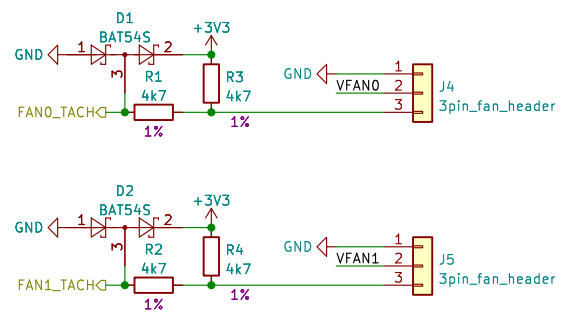 D1
BAT54S
+3V3
GND 1 2
3
R1
4k7
R3
4k7
GND 1
VFAN0 2
3
J4
3pin_fan_header
FAN0_TACH
1%
1%
D2
BAT54S
+3V3
GND 1 2
3
R2
4k7
R4
4k7
GND 1
VFAN1 2
3
J5
3pin_fan_header
FAN1_TACH
1%
1%